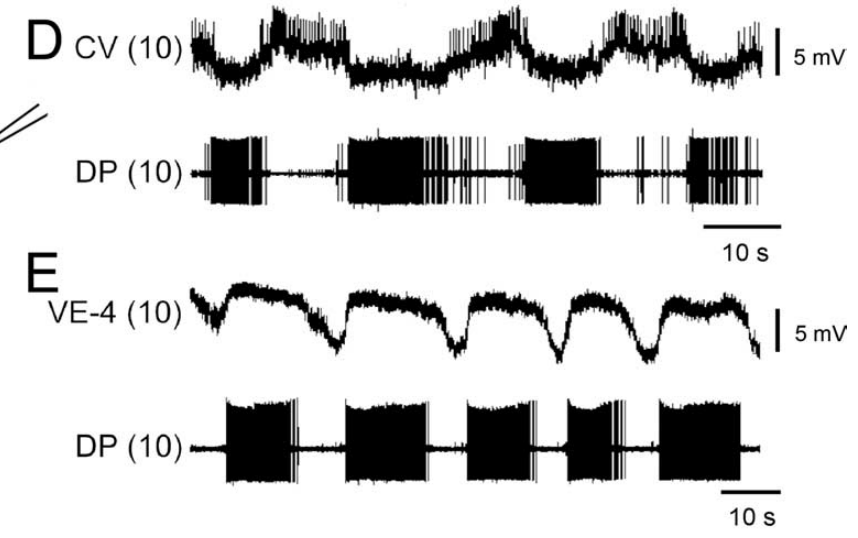 D
CV (10)
5 mV
DP (10)
10 s
E
VE-4 (10)
5 mV
DP (10)
10 s